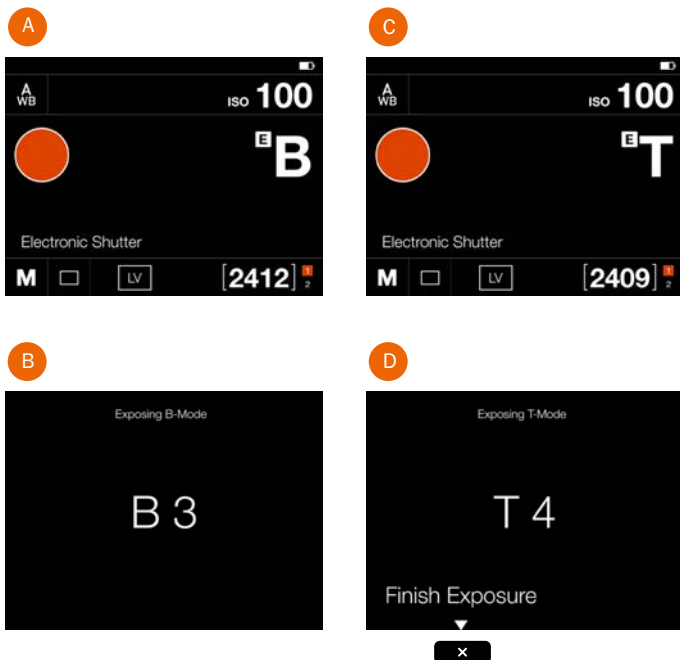 A
A
WB
ISO 100
E B
Electronic Shutter
M LV [2412] 1
2
C
A
WB
ISO 100
E T
Electronic Shutter
M LV [2409] 1
2
B
Exposing B-Mode
B 3
D
Exposing T-Mode
T 4
Finish Exposure
×